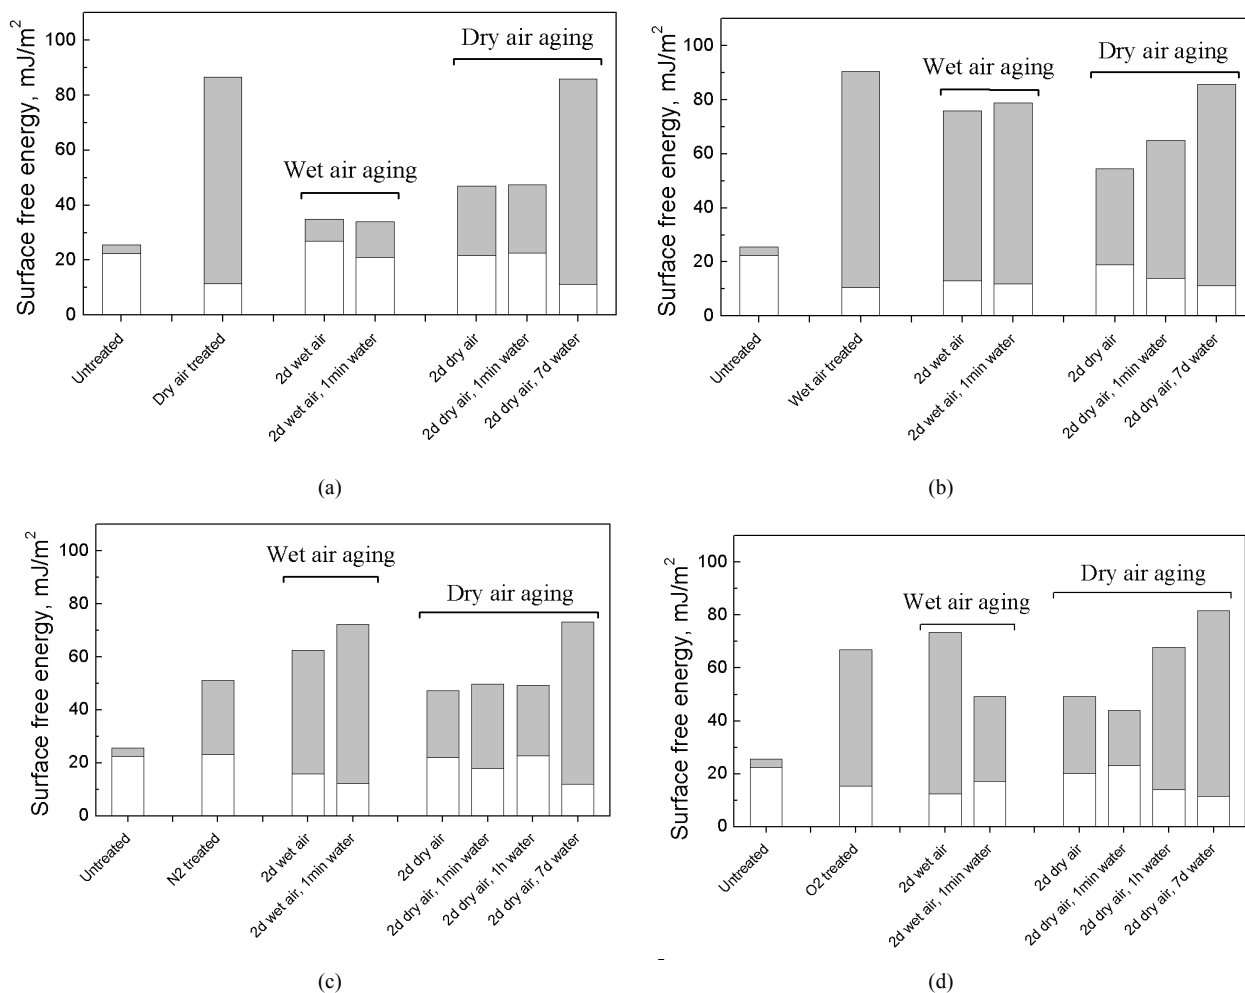 Surface free energy, mJ/m2
100
80
60
40
20
0
Wet air aging
Dry air aging
Untreated
Dry air treated
2d wet air
2d wet air, 1min water
2d dry air
2d dry air, 1min water
2d dry air, 7d water
(a)
Surface free energy, mJ/m2
100
80
60
40
20
0
Wet air aging
Dry air aging
Untreated
Wet air treated
2d wet air
2d wet air, 1min water
2d dry air
2d dry air, 1min water
2d dry air, 7d water
(b)
Surface free energy, mJ/m2
100
80
60
40
20
0
Wet air aging
Dry air aging
Untreated
N2 treated
2d wet air
2d wet air, 1min water
2d dry air
2d dry air, 1min water
2d dry air, 1h water
2d dry air, 7d water
(c)
Surface free energy, mJ/m2
100
80
60
40
20
0
Wet air aging
Dry air aging
Untreated
O2 treated
2d wet air
2d wet air, 1min water
2d dry air
2d dry air, 1min water
2d dry air, 1h water
2d dry air, 7d water
(d)